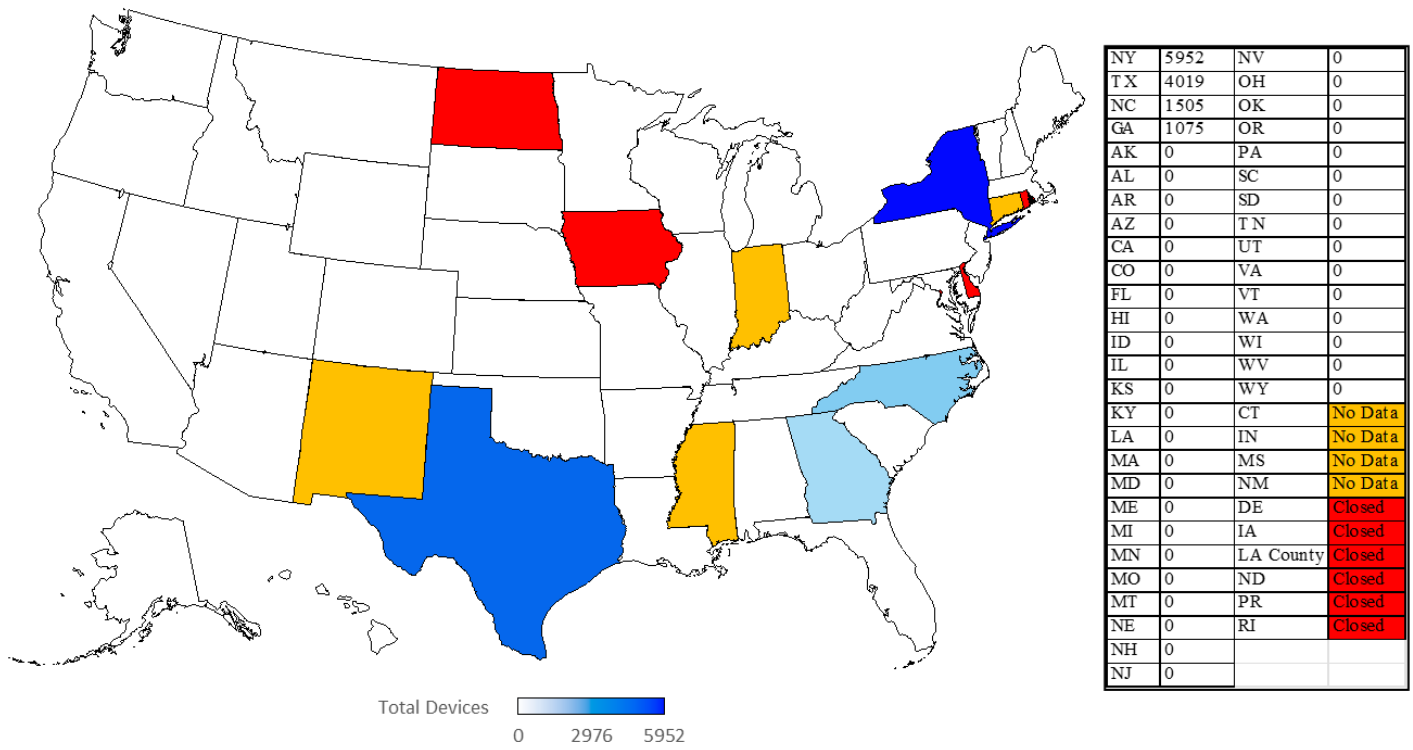 NY 5952 NV 0
TX 4019 OH 0
NC 1505 OK 0
GA 1075 OR 0
AK 0 PA 0
AL 0 SC 0
AR 0 SD 0
AZ 0 TN 0
CA 0 UT 0
CO 0 VA 0
FL 0 VT 0
HI 0 WA 0
ID 0 WI 0
IL 0 WV 0
KS 0 WY 0
KY 0 CT No Data
LA 0 IN No Data
MA 0 MS No Data
MD 0 NM No Data
ME 0 DE Closed
MI 0 IA Closed
MN 0 LA County Closed
MO 0 ND Closed
MT 0 PR Closed
NE 0 RI Closed
NH 0
NJ 0
Total Devices
0 2976 5952